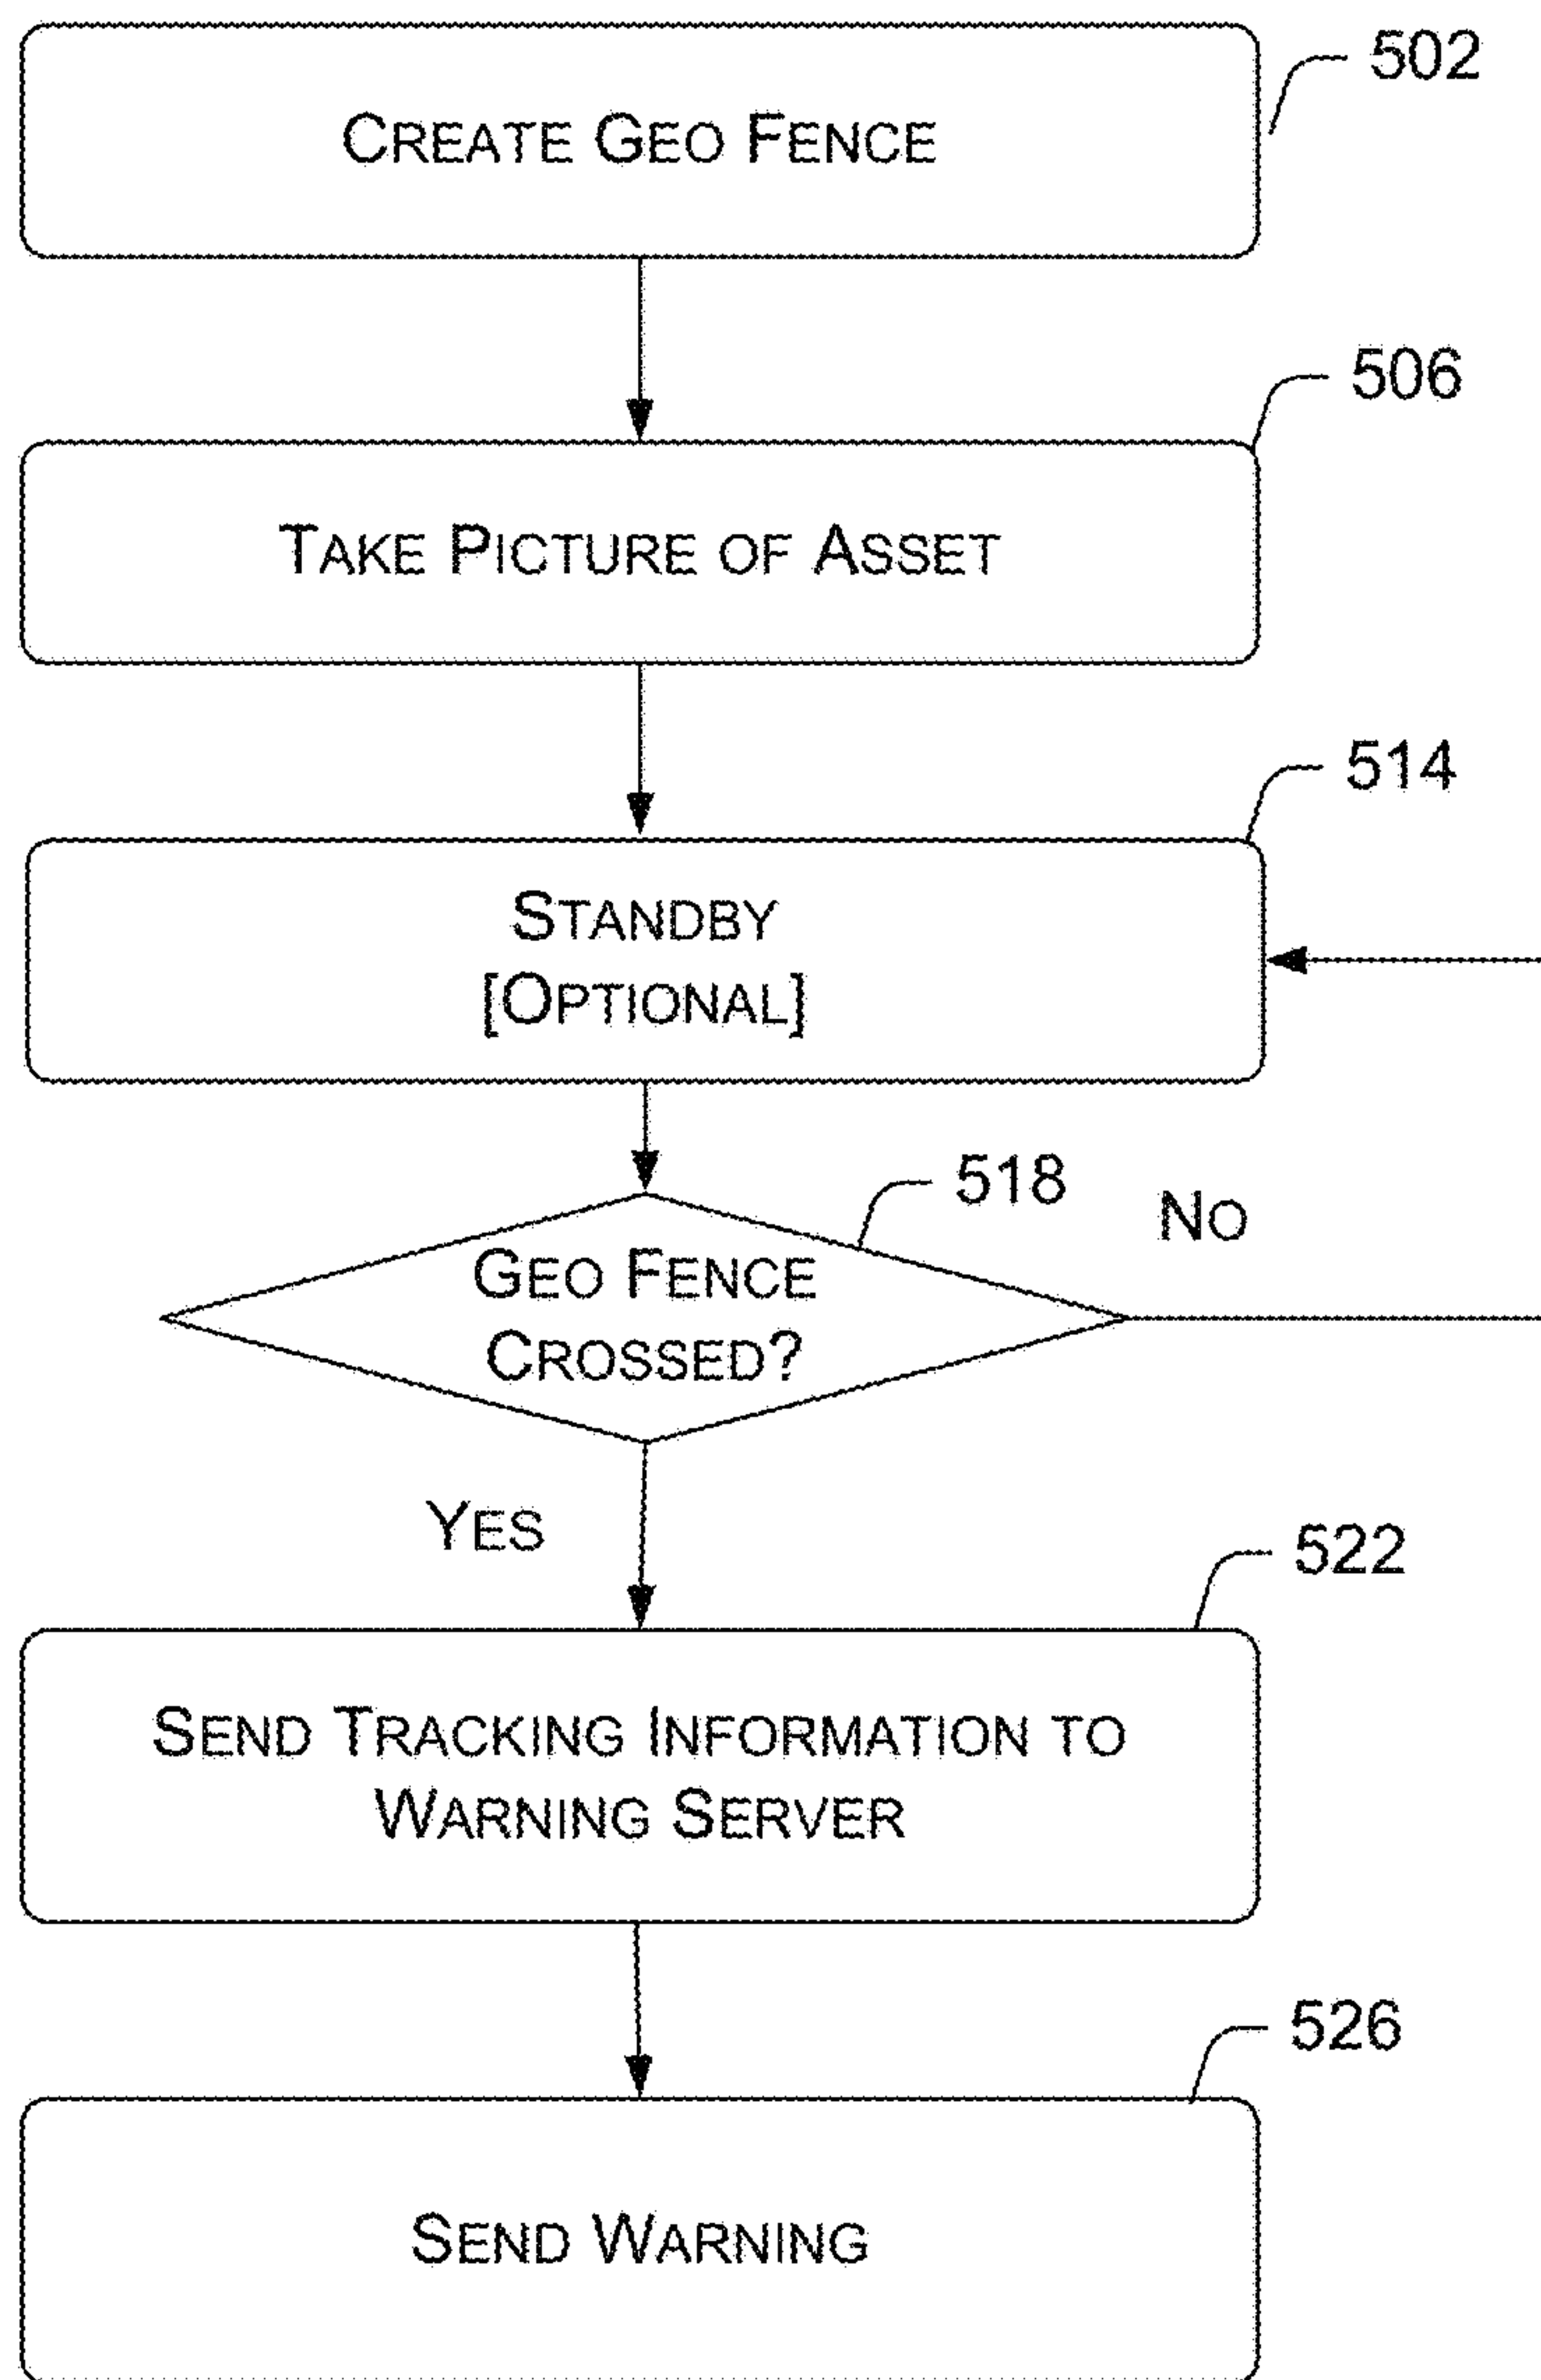 502
CREATE GEO FENCE
506
TAKE PICTURE OF ASSET
514
STANDBY
[OPTIONAL]
518
NO
GEO FENCE
CROSSED?
YES
522
SEND TRACKING INFORMATION TO
WARNING SERVER
526
SEND WARNING